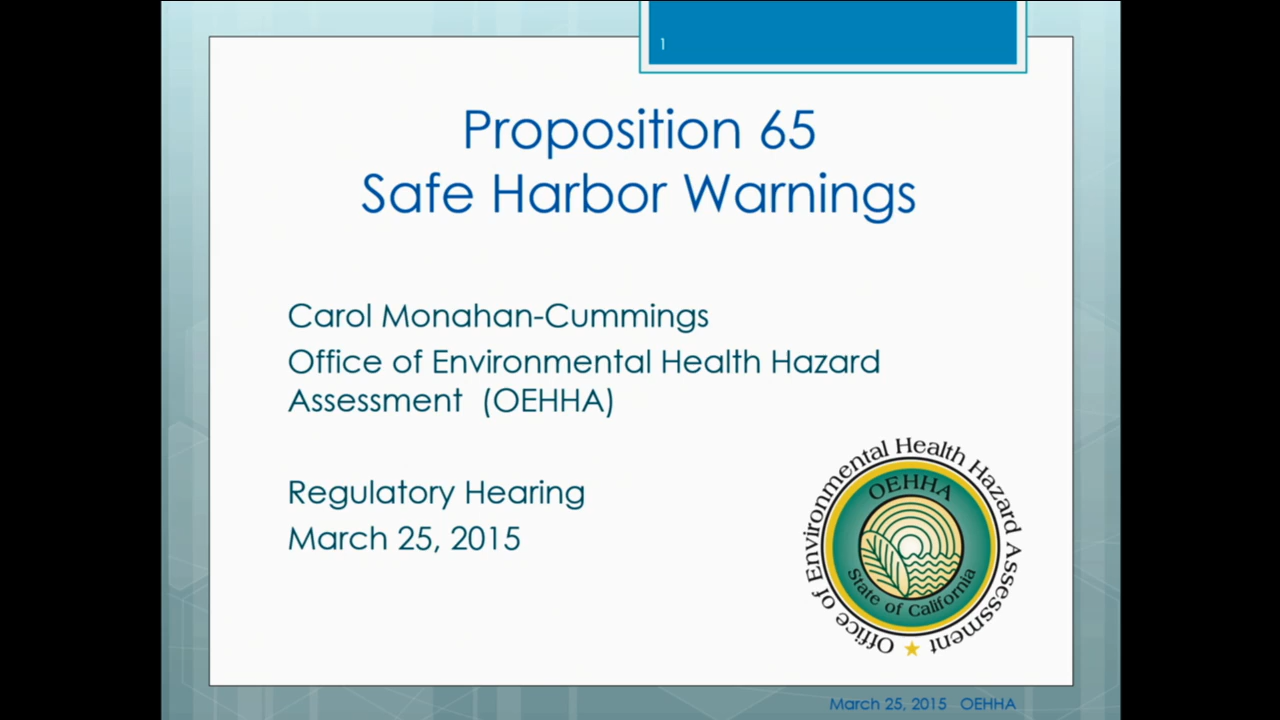 1
Proposition 65
Safe Harbor Warnings
Carol Monahan-Cummings
Office of Environmental Health Hazard
Assessment (OEHHA)
Regulatory Hearing
March 25, 2015
Office of Environmental Health Hazard Assessment
OEHHA
State of California
March 25, 2015 OEHHA